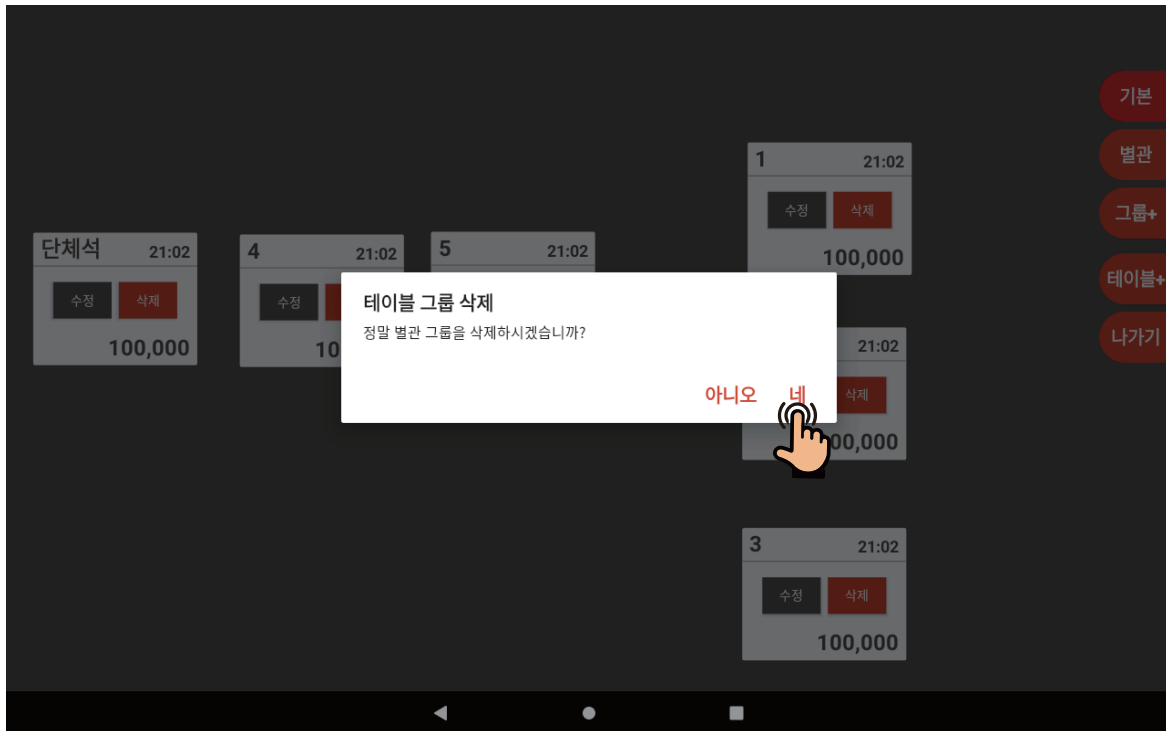 기본
별관
그룹+
테이블+
나가기
1 21:02
수정 삭제
100,000
단체석 21:02
수정 삭제
100,000
4 21:02
수정
10
5 21:02
테이블 그룹 삭제
정말 별관 그룹을 삭제하시겠습니까?
아니오 네
21:02
삭제
00,000
3 21:02
수정 삭제
100,000